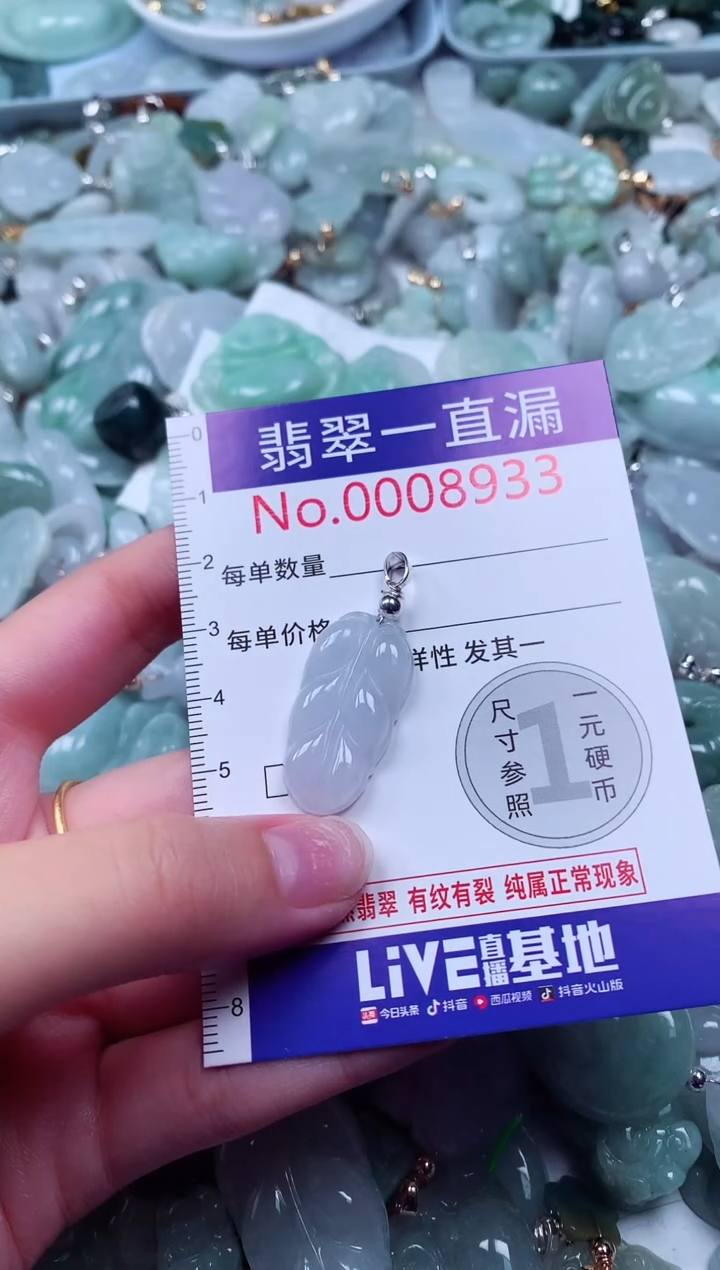 翡翠一直漏
No.0008933
每单数量
每单价格
样性 发其一
尺寸参照
1
一元硬币
翡翠 有纹有裂 纯属正常现象
LiVE直播基地
头条 今日头条 抖音 西瓜视频 抖音火山版
0
1
2
3
4
5
8